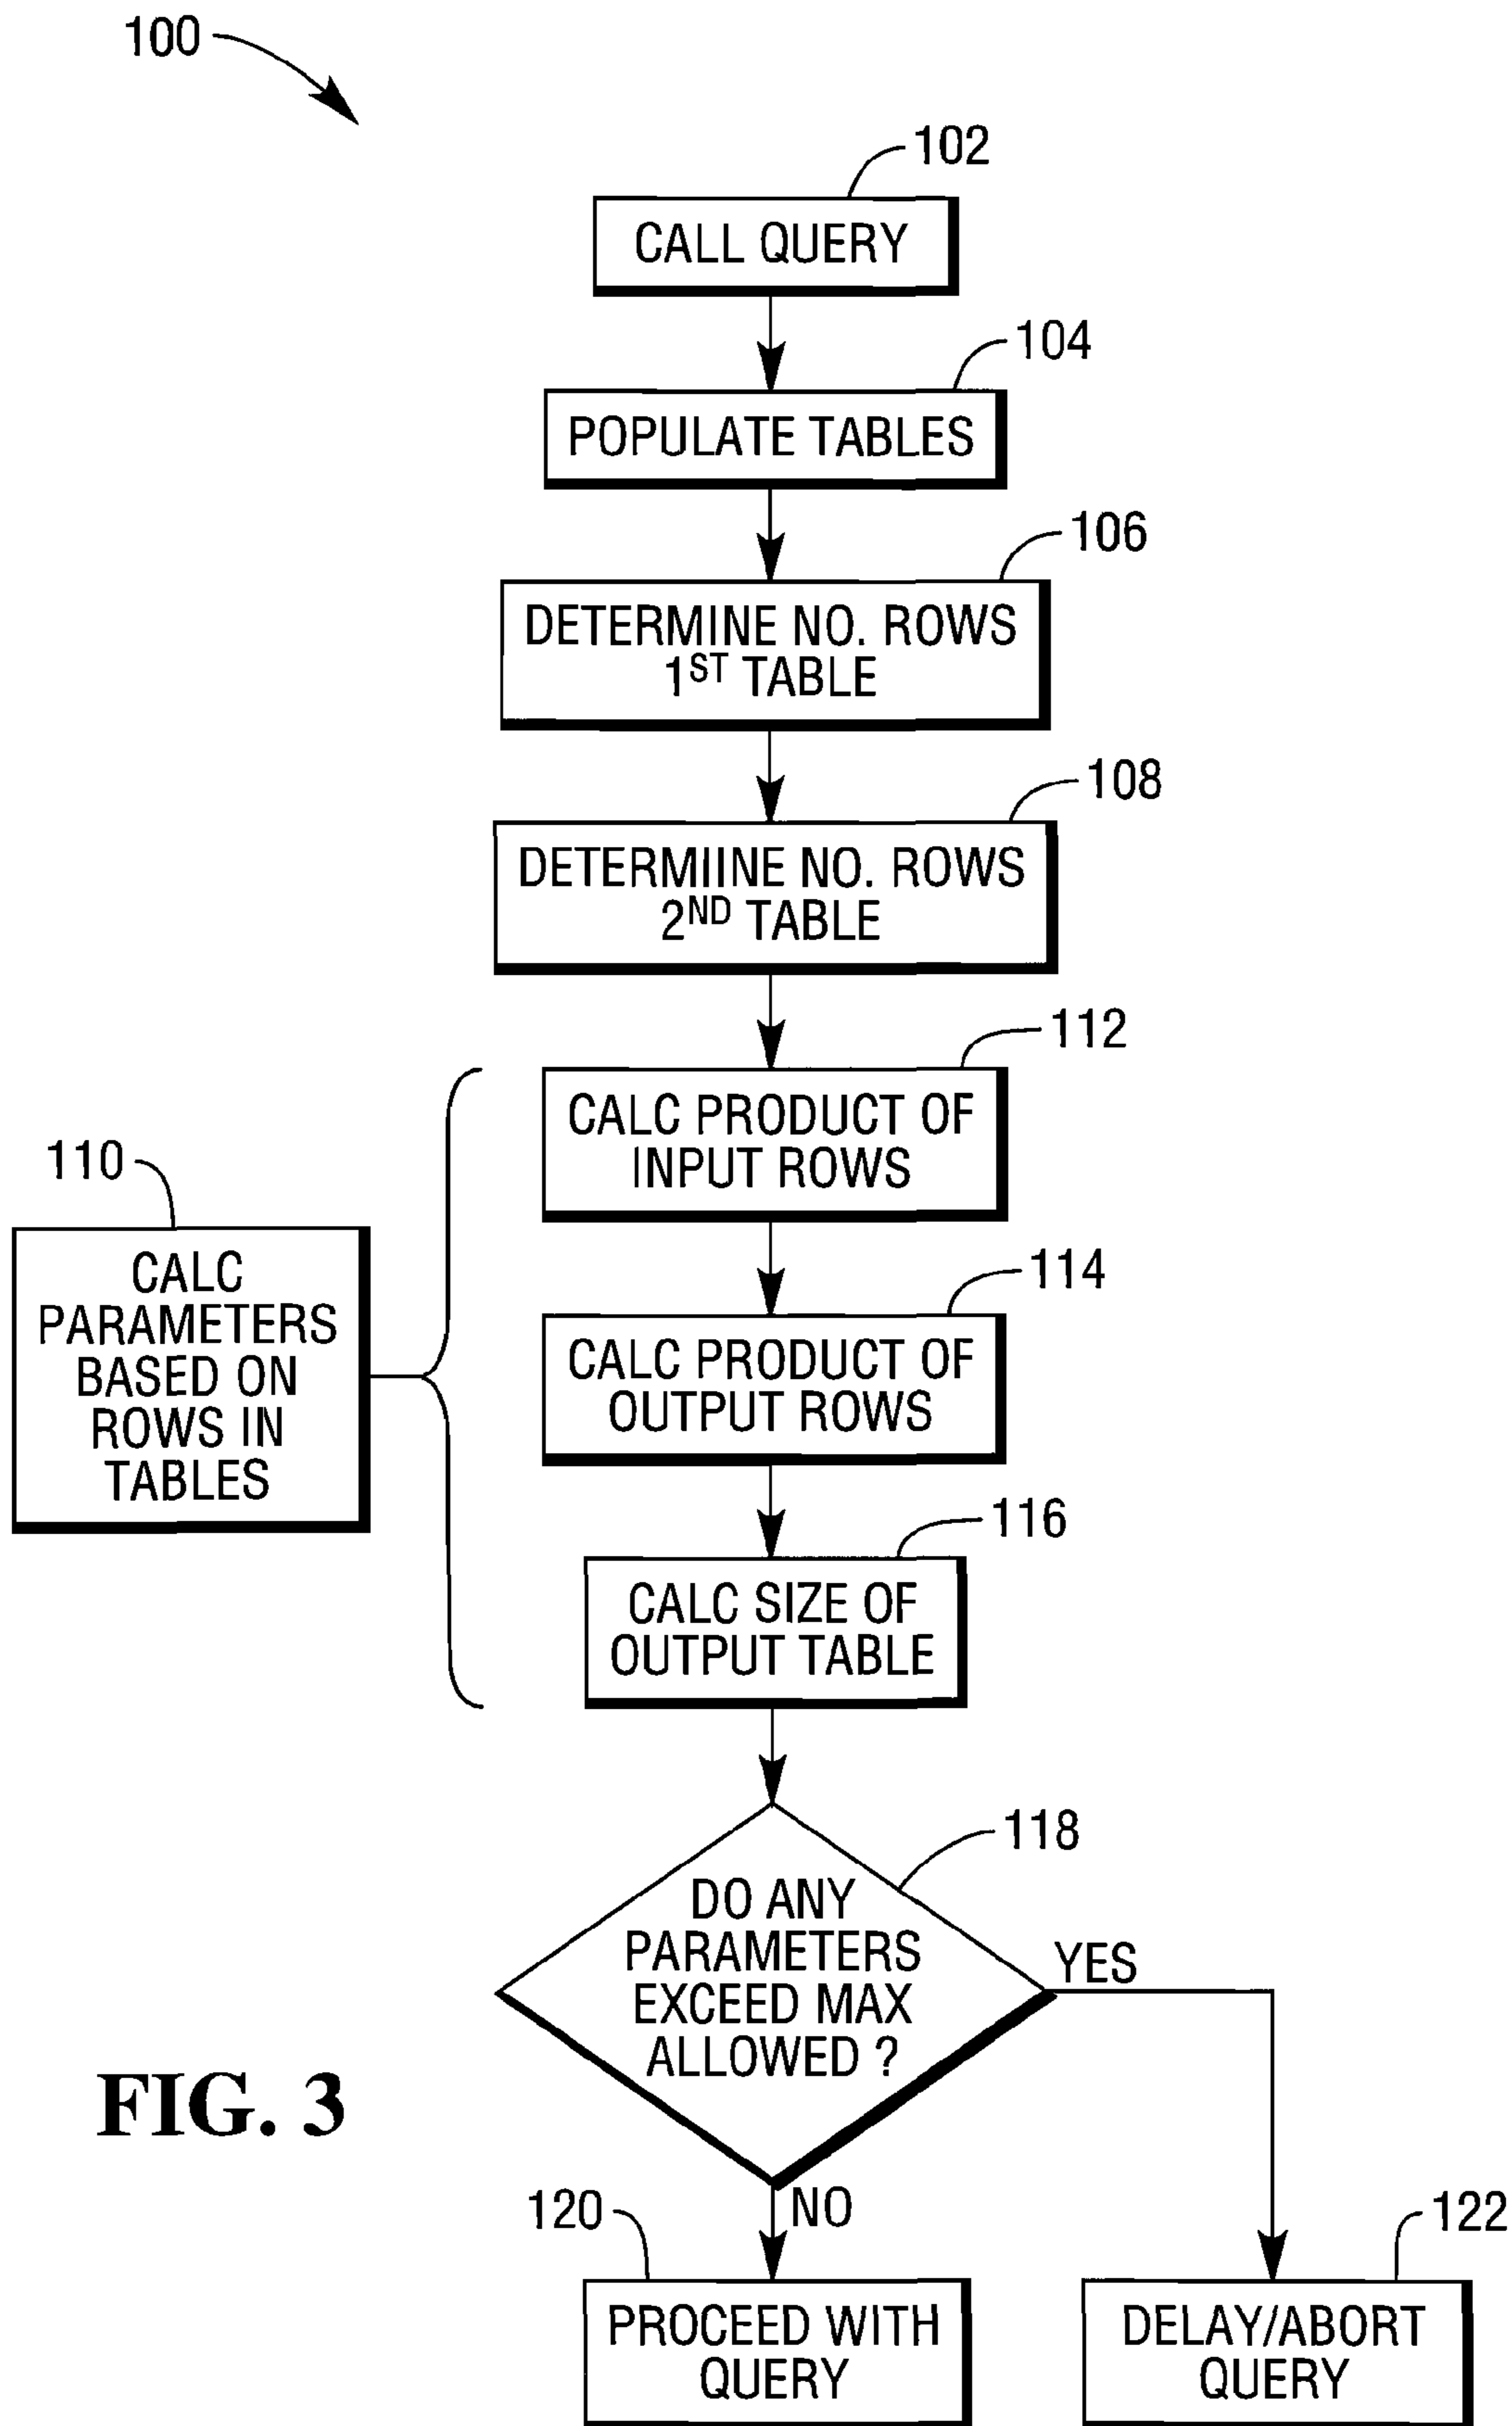 100
102
CALL QUERY
104
POPULATE TABLES
106
DETERMINE NO. ROWS
1ST TABLE
108
DETERMIINE NO. ROWS
2ND TABLE
112
CALC PRODUCT OF
INPUT ROWS
110
CALC
PARAMETERS
BASED ON
ROWS IN
TABLES
114
CALC PRODUCT OF
OUTPUT ROWS
116
CALC SIZE OF
OUTPUT TABLE
118
DO ANY
PARAMETERS
EXCEED MAX
ALLOWED ?
YES
FIG. 3
NO
120
PROCEED WITH
QUERY
122
DELAY/ABORT
QUERY